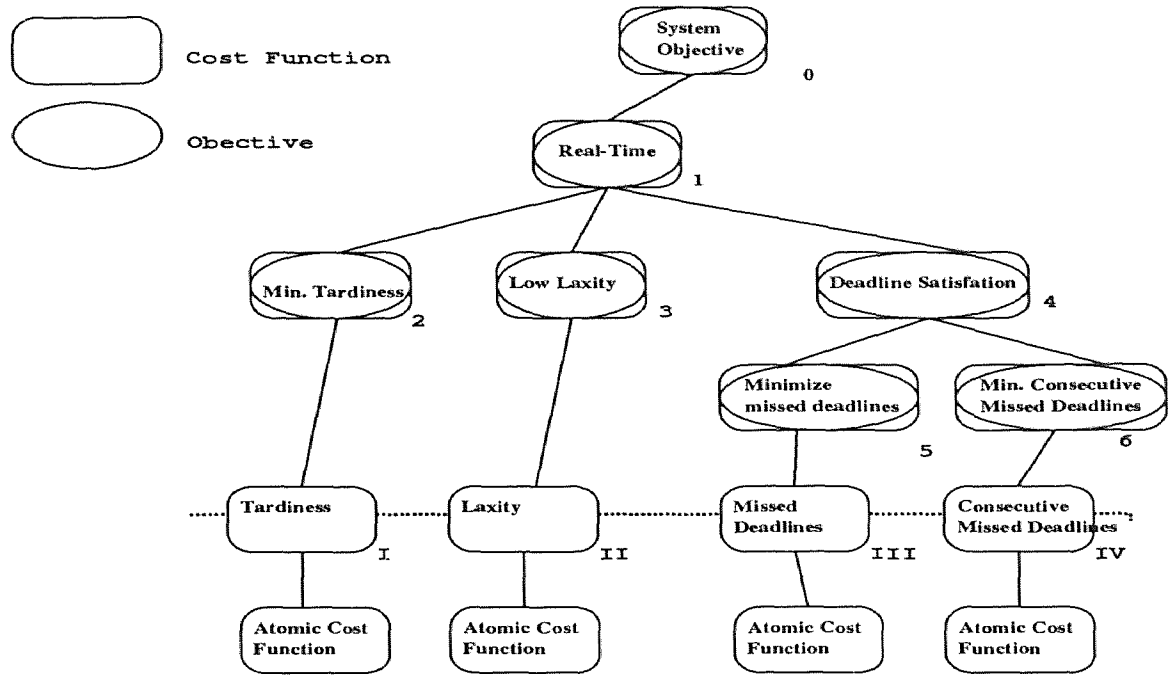 Cost Function
Obective
System
Objective
0
Real-Time
1
Min. Tardiness
2
Low Laxity
3
Deadline Satisfation
4
Minimize
missed deadlines
5
Min. Consecutive
Missed Deadlines
6
Tardiness
I
Laxity
II
Missed
Deadlines
III
Consecutive
Missed Deadlines
IV
Atomic Cost
Function
Atomic Cost
Function
Atomic Cost
Function
Atomic Cost
Function